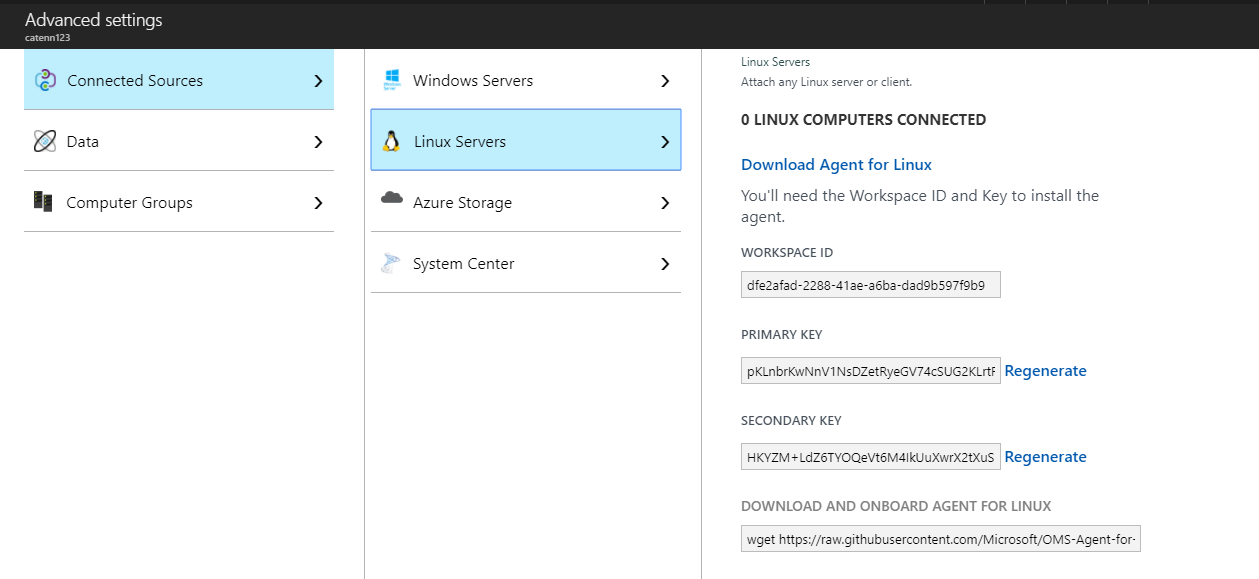 Advanced settings
catenn123
Connected Sources
Data
Computer Groups
Windows Servers
Linux Servers
Azure Storage
System Center
Linux Servers
Attach any Linux server or client.
0 LINUX COMPUTERS CONNECTED
Download Agent for Linux
You'll need the Workspace ID and Key to install the
agent.
WORKSPACE ID
dfe2afad-2288-41ae-a6ba-dad9b597f9b9
PRIMARY KEY
pKLnbrKwNnV1NsDZetRyeGV74cSUG2KLrtF Regenerate
SECONDARY KEY
HKYZM+LdZ6TYOQeVt6M4IkUuXwrX2tXuS Regenerate
DOWNLOAD AND ONBOARD AGENT FOR LINUX
wget https://raw.githubusercontent.com/Microsoft/OMS-Agent-for-